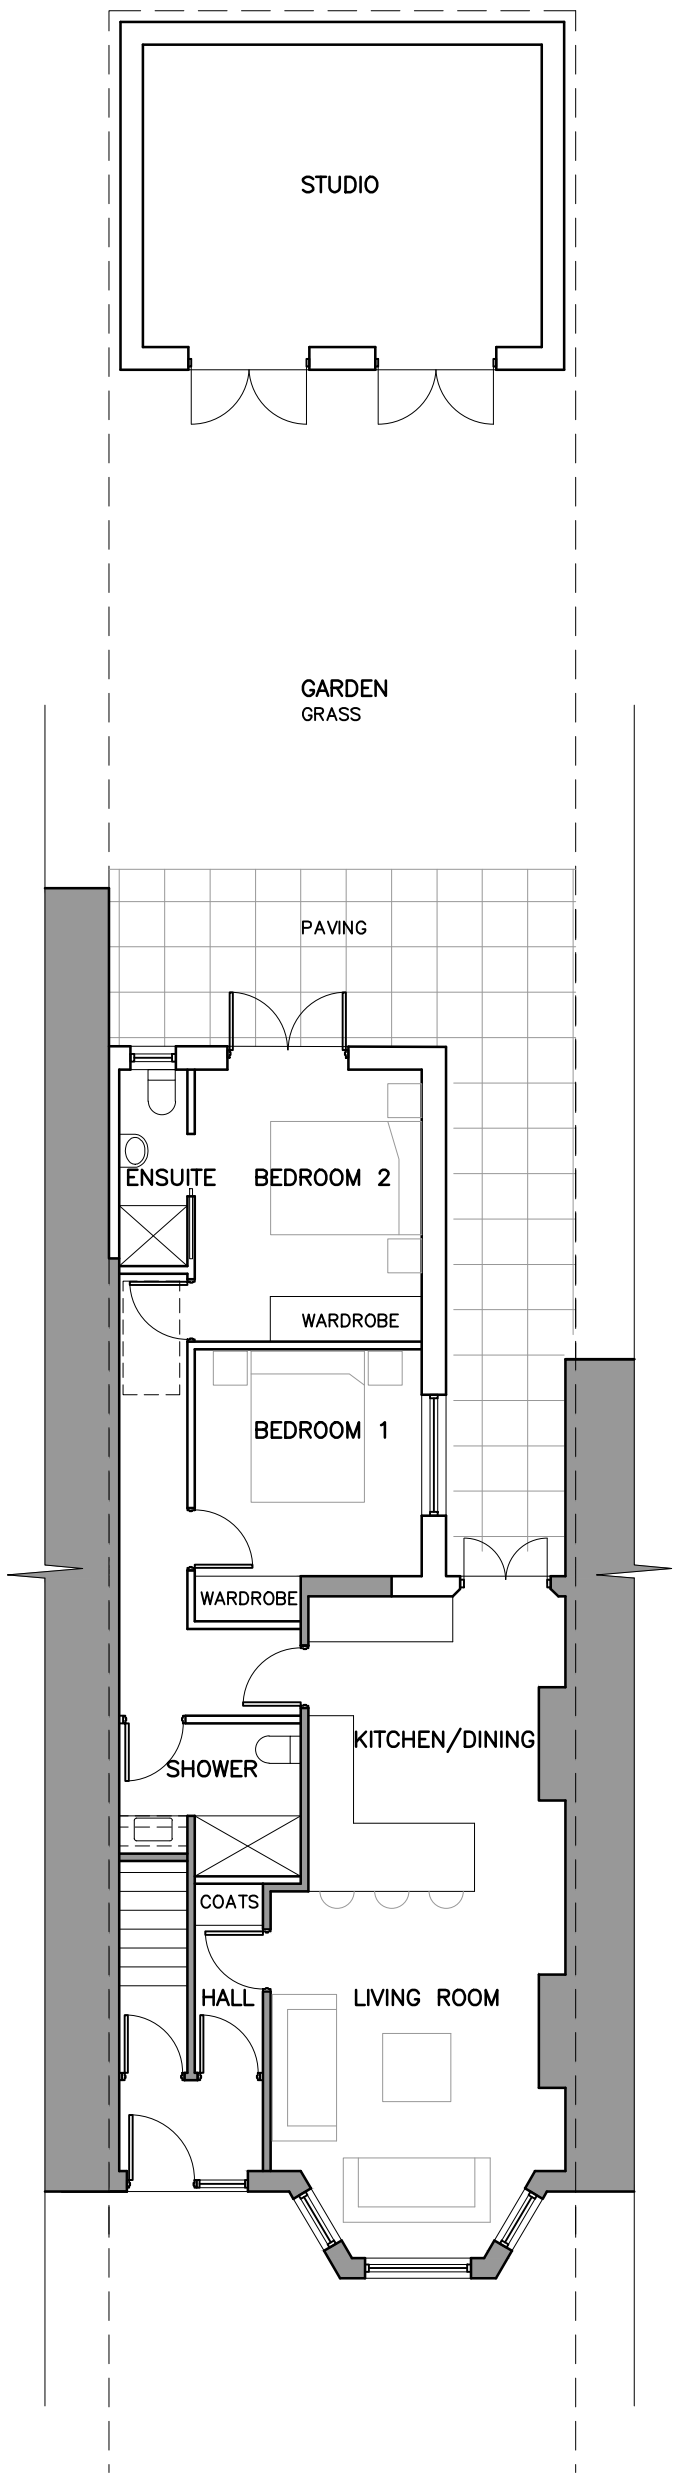 STUDIO
GARDEN
GRASS
PAVING
ENSUITE
BEDROOM 2
WARDROBE
BEDROOM 1
WARDROBE
KITCHEN/DINING
SHOWER
COATS
HALL
LIVING ROOM